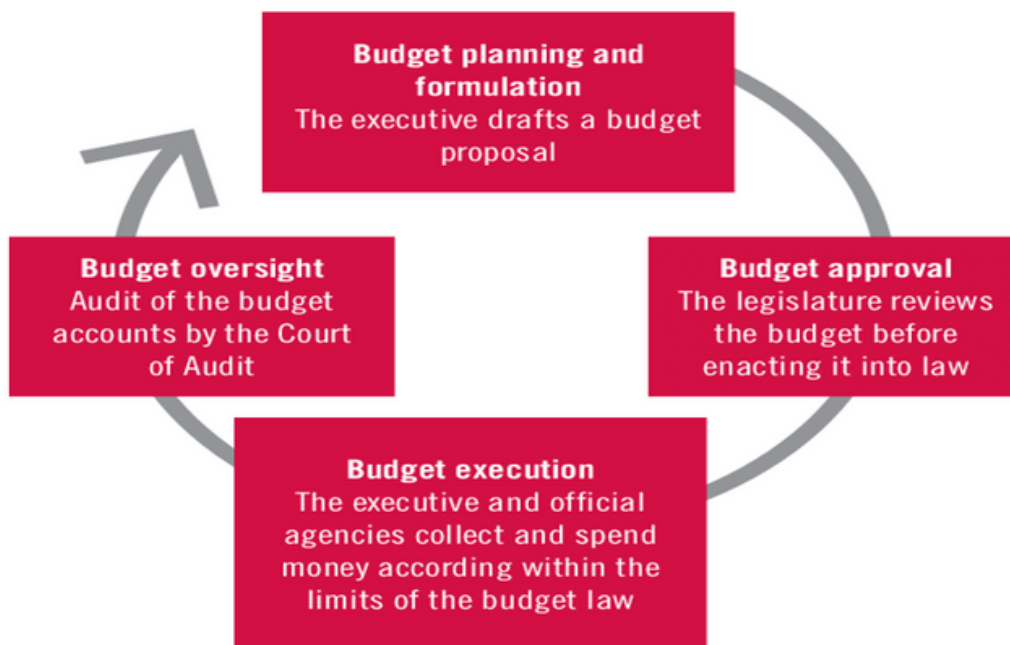 Budget planning and
formulation
The executive drafts a budget
proposal
Budget approval
The legislature reviews
the budget before
enacting it into law
Budget execution
The executive and official
agencies collect and spend
money according within the
limits of the budget law
Budget oversight
Audit of the budget
accounts by the Court
of Audit